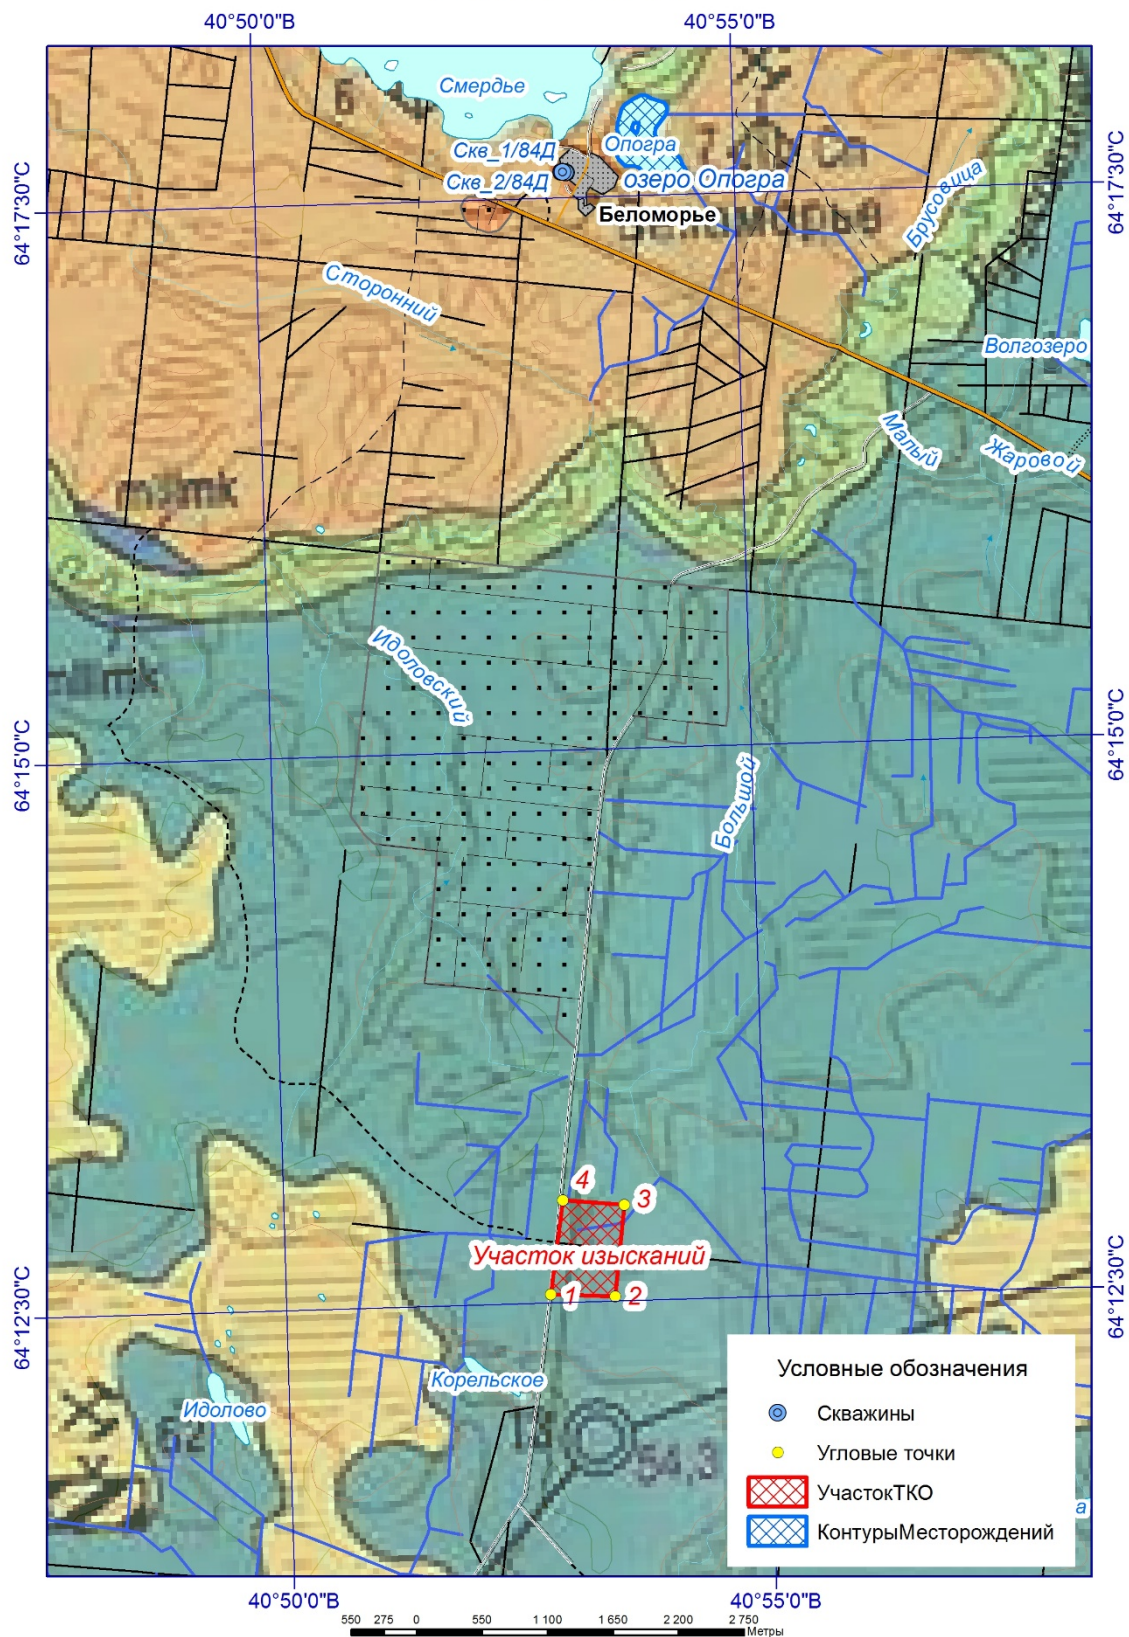 40°50'0"В
40°55'0"В
Смердье
Скв_1/84Д
Опогра
Скв_2/84Д
озеро Опогра
64°17'30"С
64°17'30"С
Беломорье
Брусовица
Сторонний
Волгозеро
Малый
Жаровой
Идоловский
64°15'0"С
64°15'0"С
Большой
4
3
Участок изысканий
1
2
64°12'30"С
64°12'30"С
Корельское
Идолово
Условные обозначения
Скважины
Угловые точки
УчастокТКО
КонтурыМесторождений
а
40°50'0"В
40°55'0"В
550 275 0 550 1 100 1 650 2 200 2 750
Метры